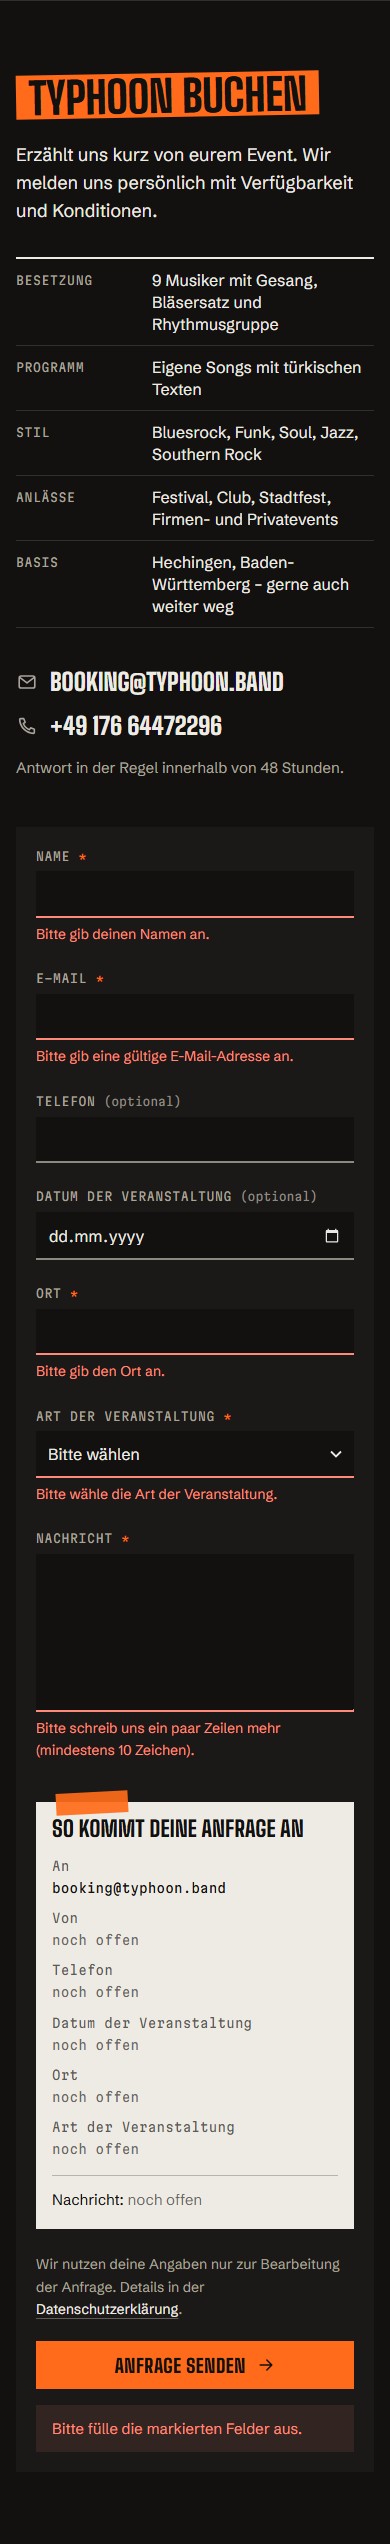 TYPHOON BUCHEN
Erzählt uns kurz von eurem Event. Wir
melden uns persönlich mit Verfügbarkeit
und Konditionen.
BESETZUNG
9 Musiker mit Gesang,
Bläsersatz und
Rhythmusgruppe
PROGRAMM
Eigene Songs mit türkischen
Texten
STIL
Bluesrock, Funk, Soul, Jazz,
Southern Rock
ANLÄSSE
Festival, Club, Stadtfest,
Firmen- und Privatevents
BASIS
Hechingen, Baden-
Württemberg – gerne auch
weiter weg
BOOKING@TYPHOON.BAND
+49 176 64472296
Antwort in der Regel innerhalb von 48 Stunden.
NAME *
Bitte gib deinen Namen an.
E-MAIL *
Bitte gib eine gültige E-Mail-Adresse an.
TELEFON (optional)
DATUM DER VERANSTALTUNG (optional)
dd.mm.yyyy
ORT *
Bitte gib den Ort an.
ART DER VERANSTALTUNG *
Bitte wählen
Bitte wähle die Art der Veranstaltung.
NACHRICHT *
Bitte schreib uns ein paar Zeilen mehr
(mindestens 10 Zeichen).
SO KOMMT DEINE ANFRAGE AN
An
booking@typhoon.band
Von
noch offen
Telefon
noch offen
Datum der Veranstaltung
noch offen
Ort
noch offen
Art der Veranstaltung
noch offen
Nachricht: noch offen
Wir nutzen deine Angaben nur zur Bearbeitung
der Anfrage. Details in der
Datenschutzerklärung.
ANFRAGE SENDEN →
Bitte fülle die markierten Felder aus.